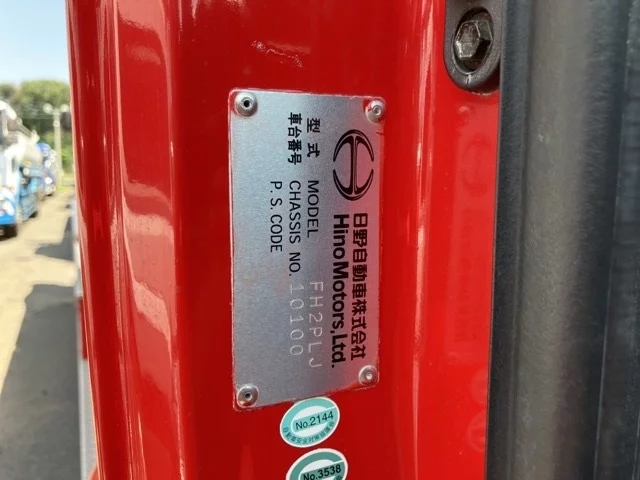 日野自動車株式会社
HinoMotors,Ltd.
型式 MODEL FH2PLJ
車台番号 CHASSIS NO. 10100
P.S.CODE
No.2144
No.3538